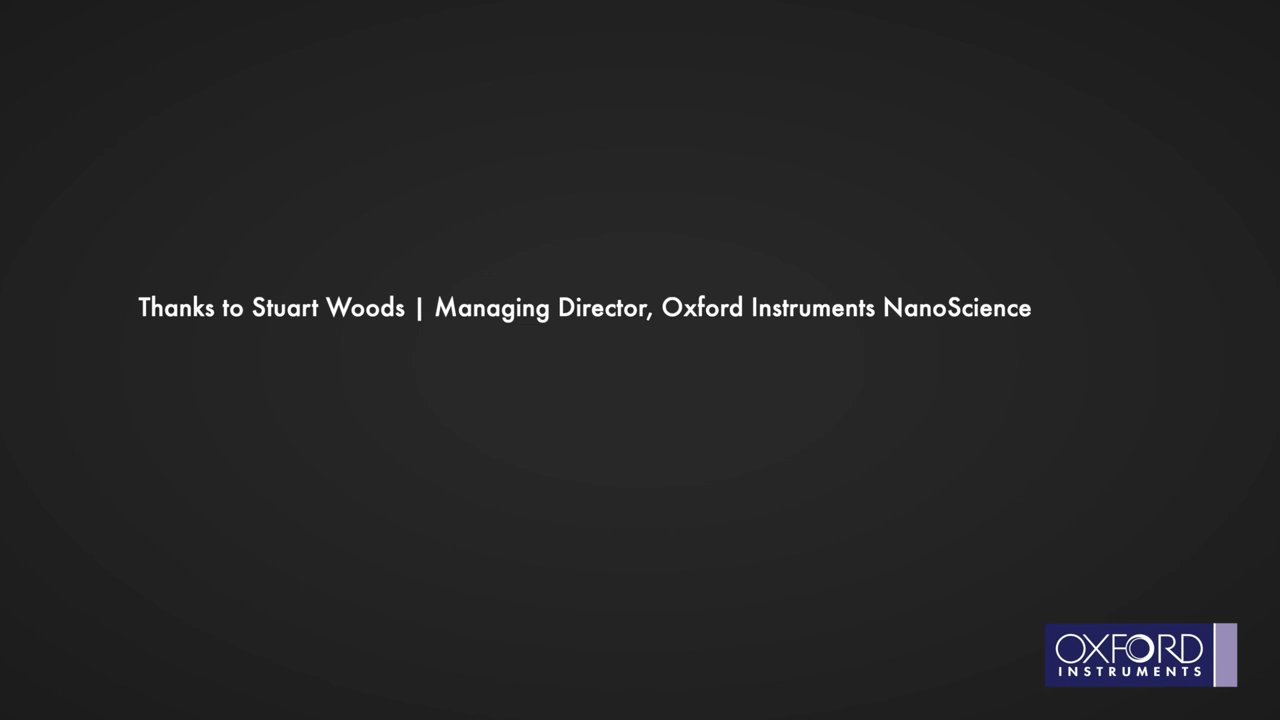 Thanks to Stuart Woods | Managing Director, Oxford Instruments NanoScience
OXFORD
INSTRUMENTS